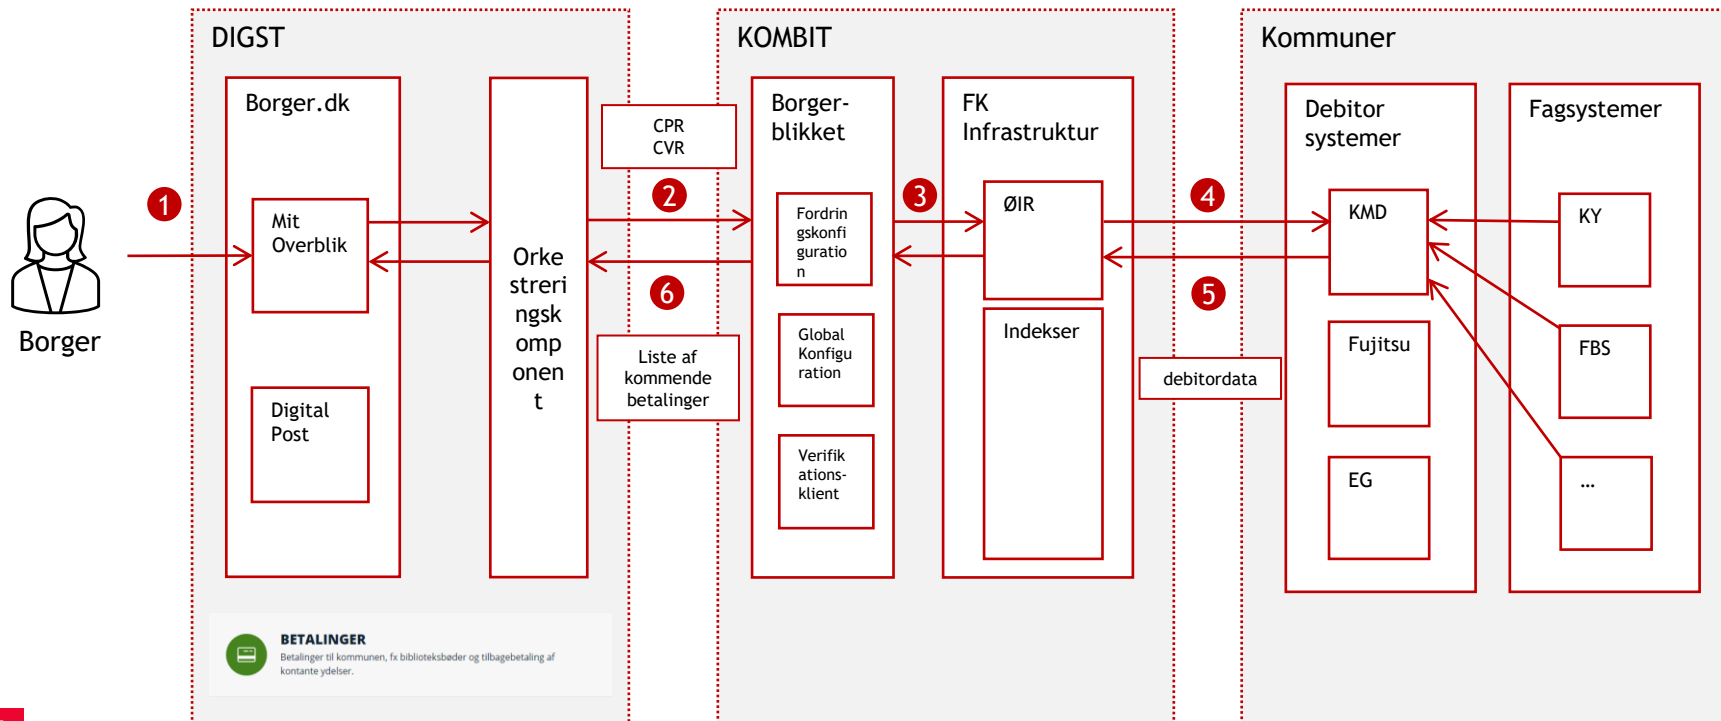 DIGST
KOMBIT
Kommuner
Borger.dk
Mit
Overblik
Digital
Post
Orke
streri
ngsk
omp
onen
t
CPR
CVR
Liste af
kommende
betalinger
Borger-
blikket
Fordrin
gskonfi
guratio
n
Global
Konfigu
ration
Verifik
ations-
klient
FK
Infrastruktur
ØIR
Indekser
debitordata
Debitor
systemer
KMD
Fujitsu
EG
Fagsystemer
KY
FBS
…
1
2
3
4
5
6
Borger
BETALINGER
Betalinger til kommunen, fx biblioteksbøder og tilbagebetaling af
kontante ydelser.